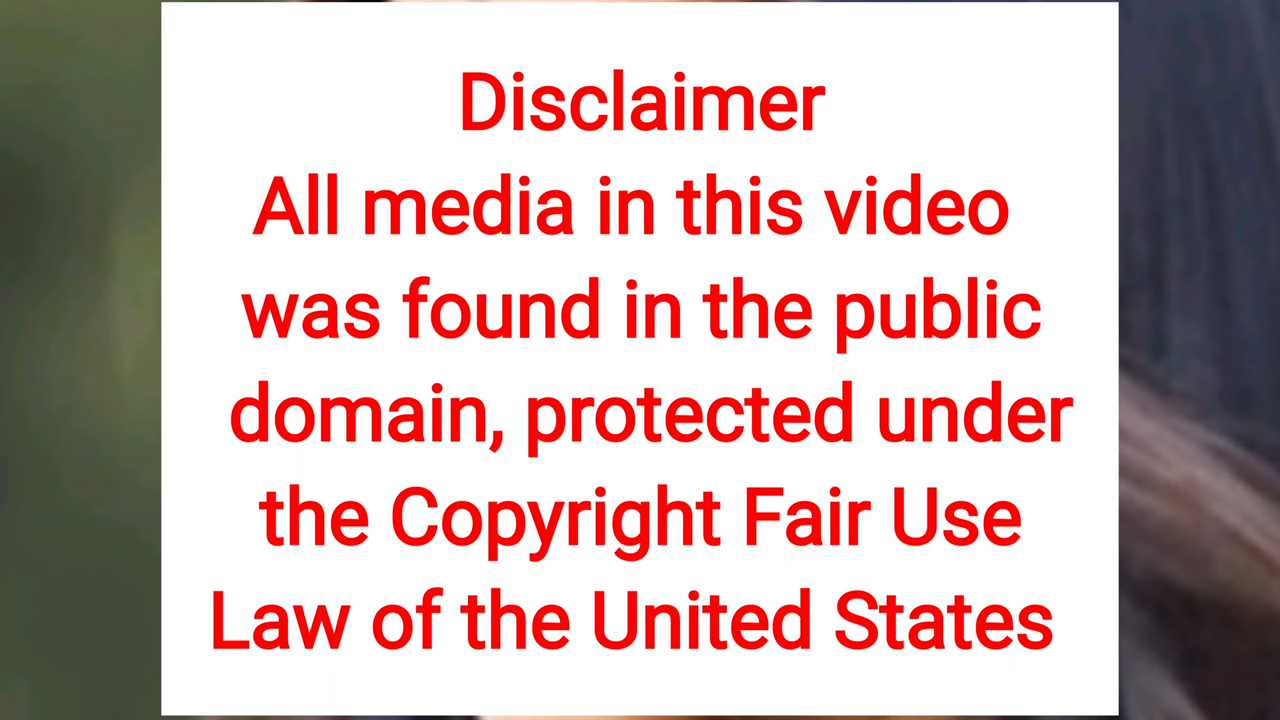 Disclaimer
All media in this video
was found in the public
domain, protected under
the Copyright Fair Use
Law of the United States